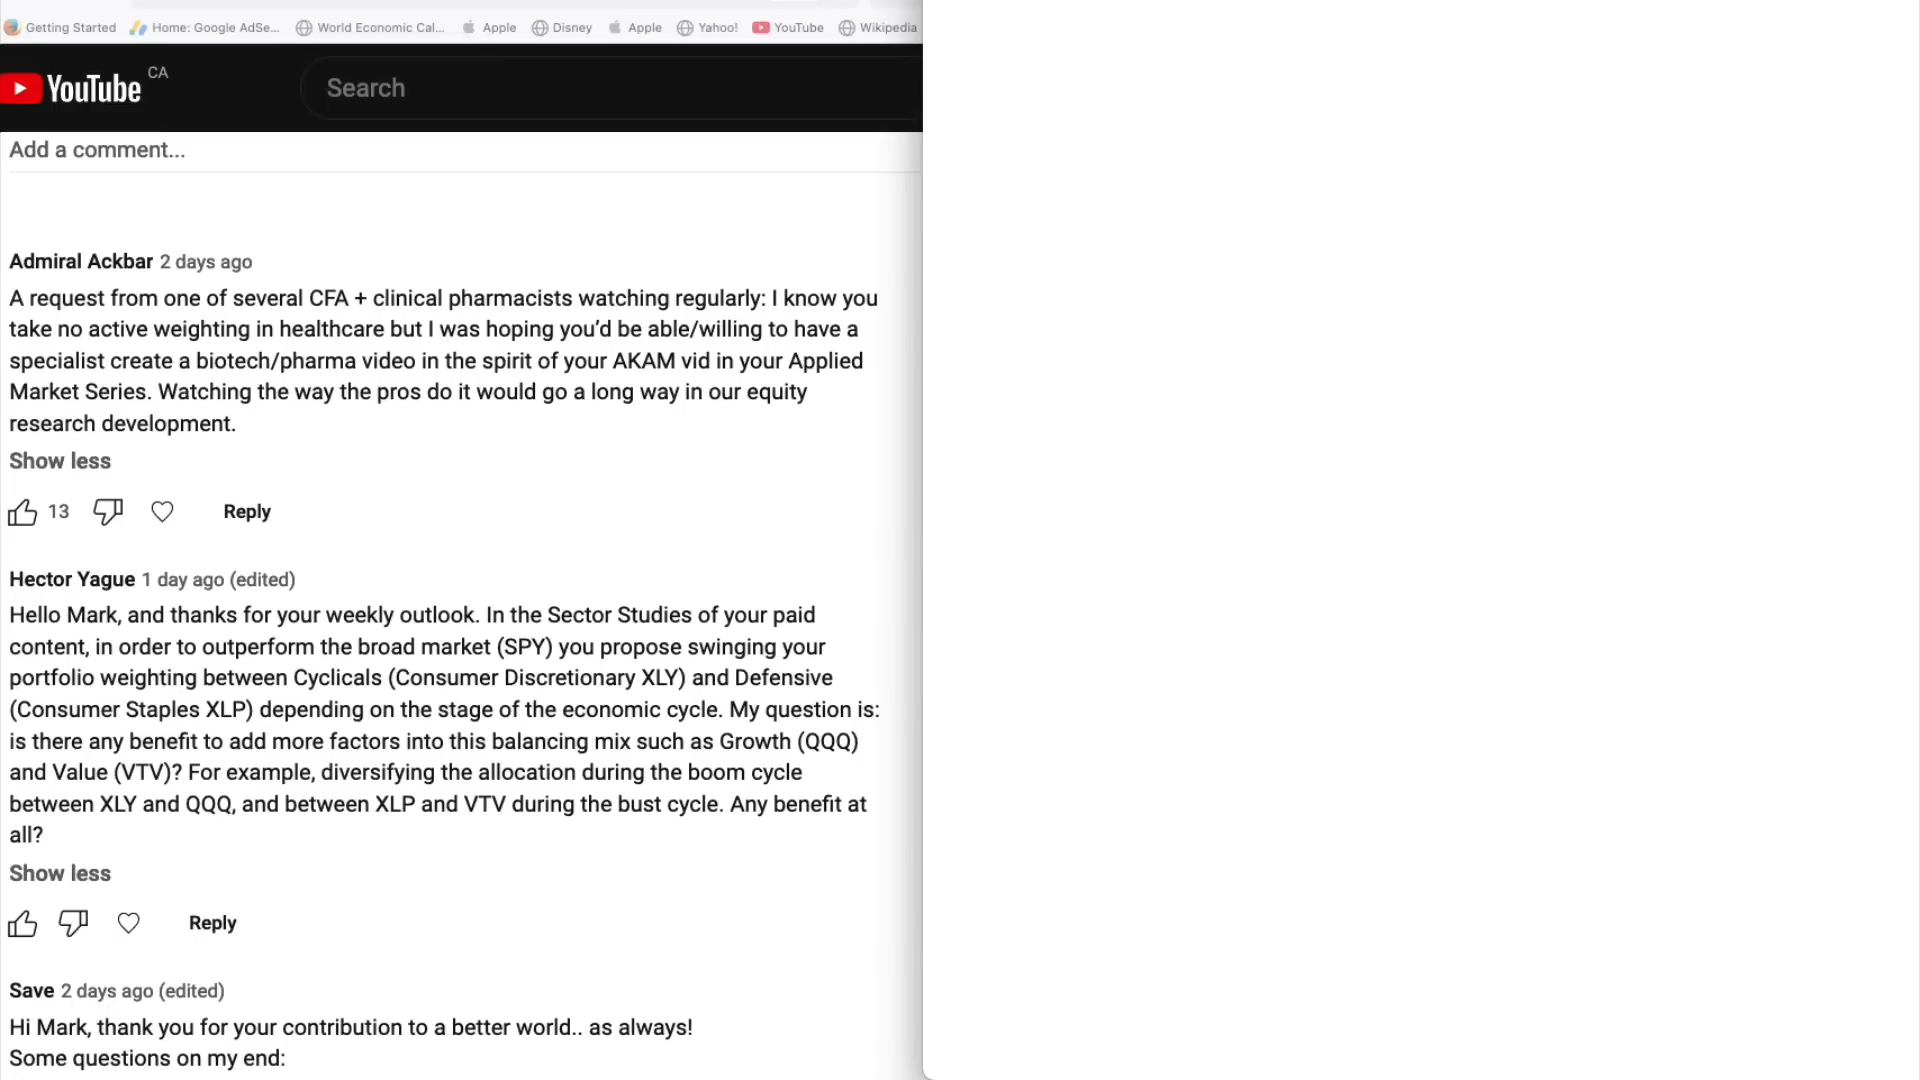 Getting Started Home: Google AdSe... World Economic Cal... Apple Disney Apple Yahoo! YouTube Wikipedia
YouTube CA
Search
Add a comment...
Admiral Ackbar 2 days ago
A request from one of several CFA + clinical pharmacists watching regularly: I know you
take no active weighting in healthcare but I was hoping you’d be able/willing to have a
specialist create a biotech/pharma video in the spirit of your AKAM vid in your Applied
Market Series. Watching the way the pros do it would go a long way in our equity
research development.
Show less
13 Reply
Hector Yague 1 day ago (edited)
Hello Mark, and thanks for your weekly outlook. In the Sector Studies of your paid
content, in order to outperform the broad market (SPY) you propose swinging your
portfolio weighting between Cyclicals (Consumer Discretionary XLY) and Defensive
(Consumer Staples XLP) depending on the stage of the economic cycle. My question is:
is there any benefit to add more factors into this balancing mix such as Growth (QQQ)
and Value (VTV)? For example, diversifying the allocation during the boom cycle
between XLY and QQQ, and between XLP and VTV during the bust cycle. Any benefit at
all?
Show less
Reply
Save 2 days ago (edited)
Hi Mark, thank you for your contribution to a better world.. as always!
Some questions on my end: